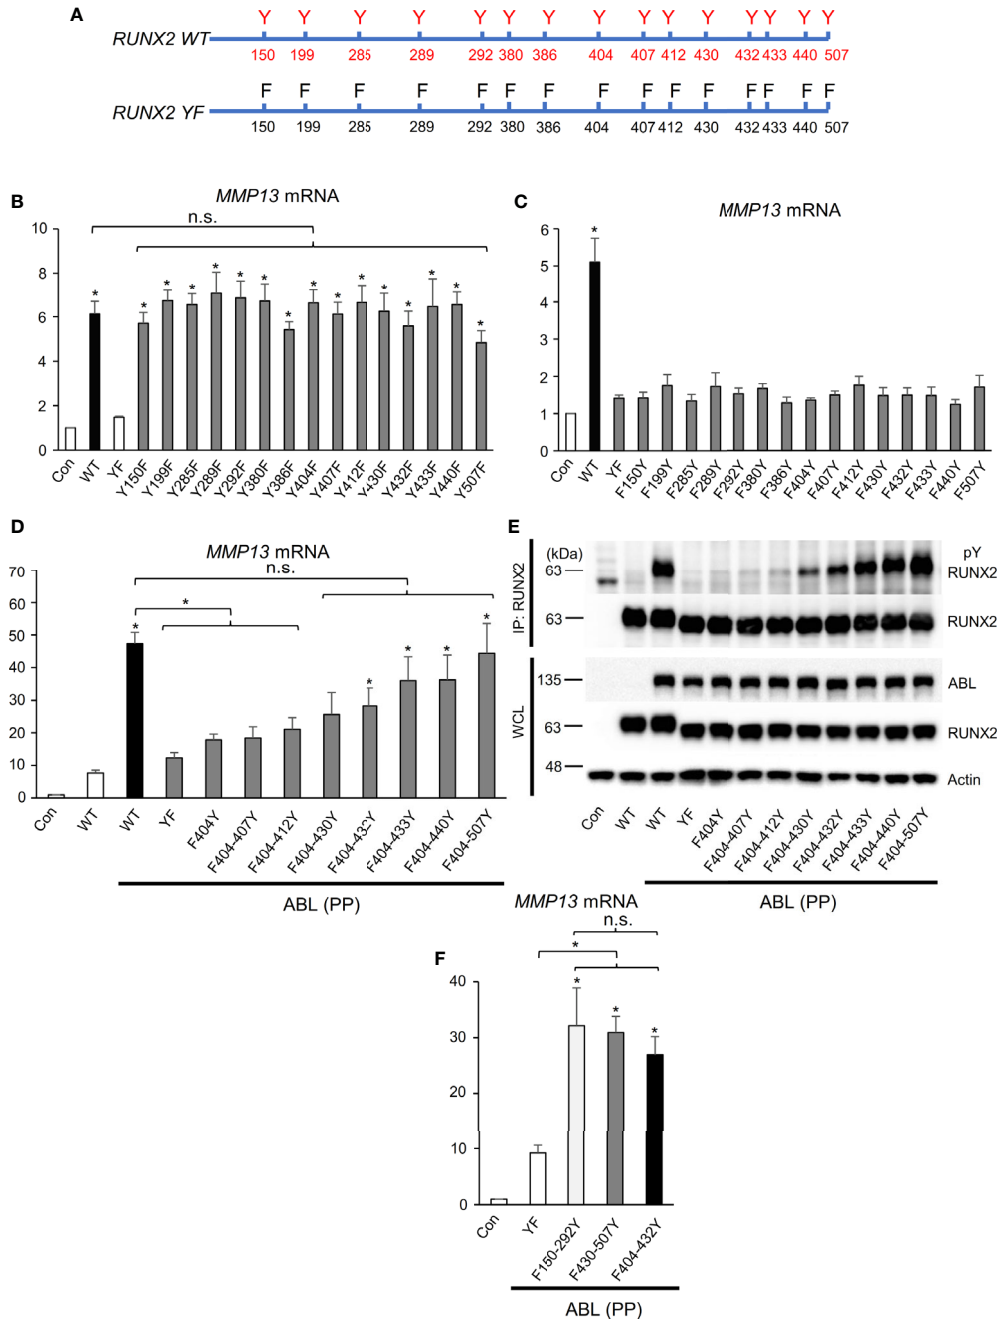 A
Y Y Y Y Y Y Y Y Y Y Y Y Y Y Y
RUNX2 WT
150 199 285 289 292 380 386 404 407 412 430 432 433 440 507
F F F F F F F F F F F F F F F
RUNX2 YF
150 199 285 289 292 380 386 404 407 412 430 432 433 440 507
B
MMP13 mRNA
n.s.
10
8
6
4
2
0
* * * * * * * * * * * * * * * *
Con WT YF Y150F Y199F Y285F Y289F Y292F Y380F Y386F Y404F Y407F Y412F Y430F Y432F Y433F Y440F Y507F
C
MMP13 mRNA
6
5
4
3
2
1
0
*
Con WT YF F150Y F199Y F285Y F289Y F292Y F380Y F386Y F404Y F407Y F412Y F430Y F432Y F433Y F440Y F507Y
D
MMP13 mRNA
n.s.
*
70
60
50
40
30
20
10
0
* * * * *
Con WT WT YF F404Y F404-407Y F404-412Y F404-430Y F404-432Y F404-433Y F404-440Y F404-507Y
ABL (PP)
E
IP: RUNX2
(kDa)
63
pY
RUNX2
63
RUNX2
WCL
135
ABL
63
RUNX2
48
Actin
Con WT WT YF F404Y F404-407Y F404-412Y F404-430Y F404-432Y F404-433Y F404-440Y F404-507Y
ABL (PP)
F
MMP13 mRNA
n.s.
*
40
30
20
10
0
* * *
Con YF F150-292Y F430-507Y F404-432Y
ABL (PP)